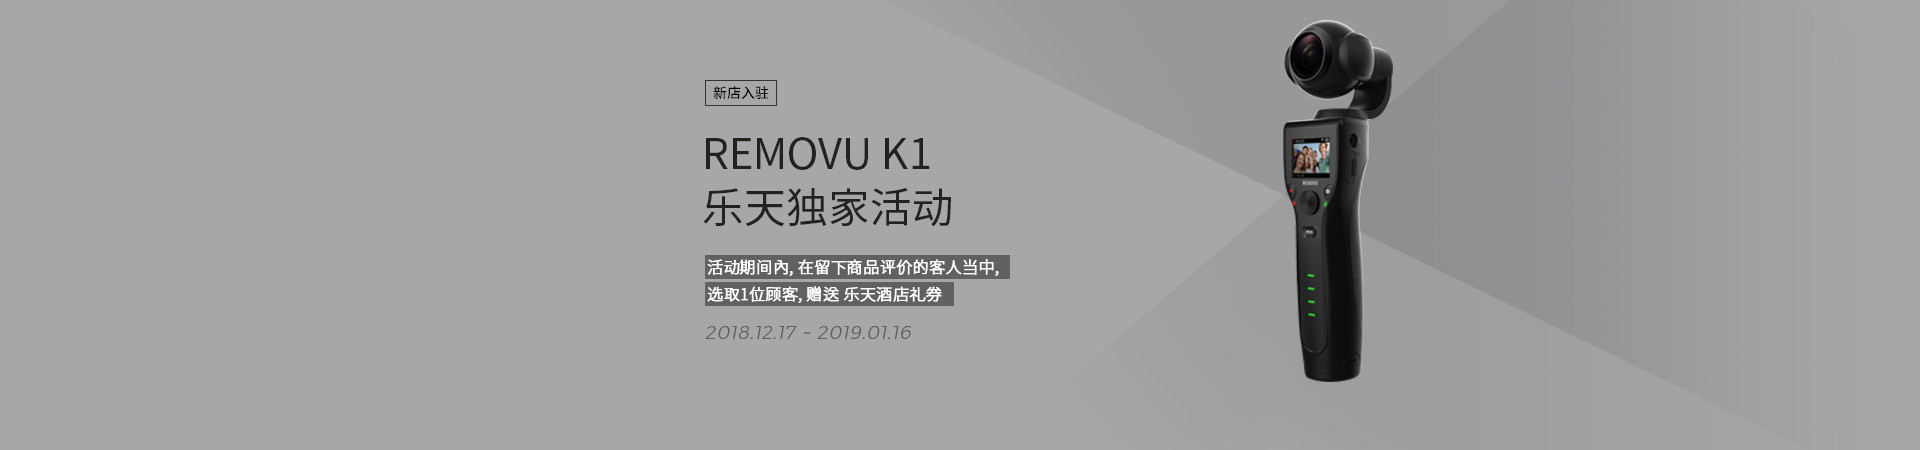 新店入驻
REMOVU K1
乐天独家活动
活动期间內, 在留下商品评价的客人当中,
选取1位顾客, 赠送 乐天酒店礼券
2018.12.17 ~ 2019.01.16
REMOVU